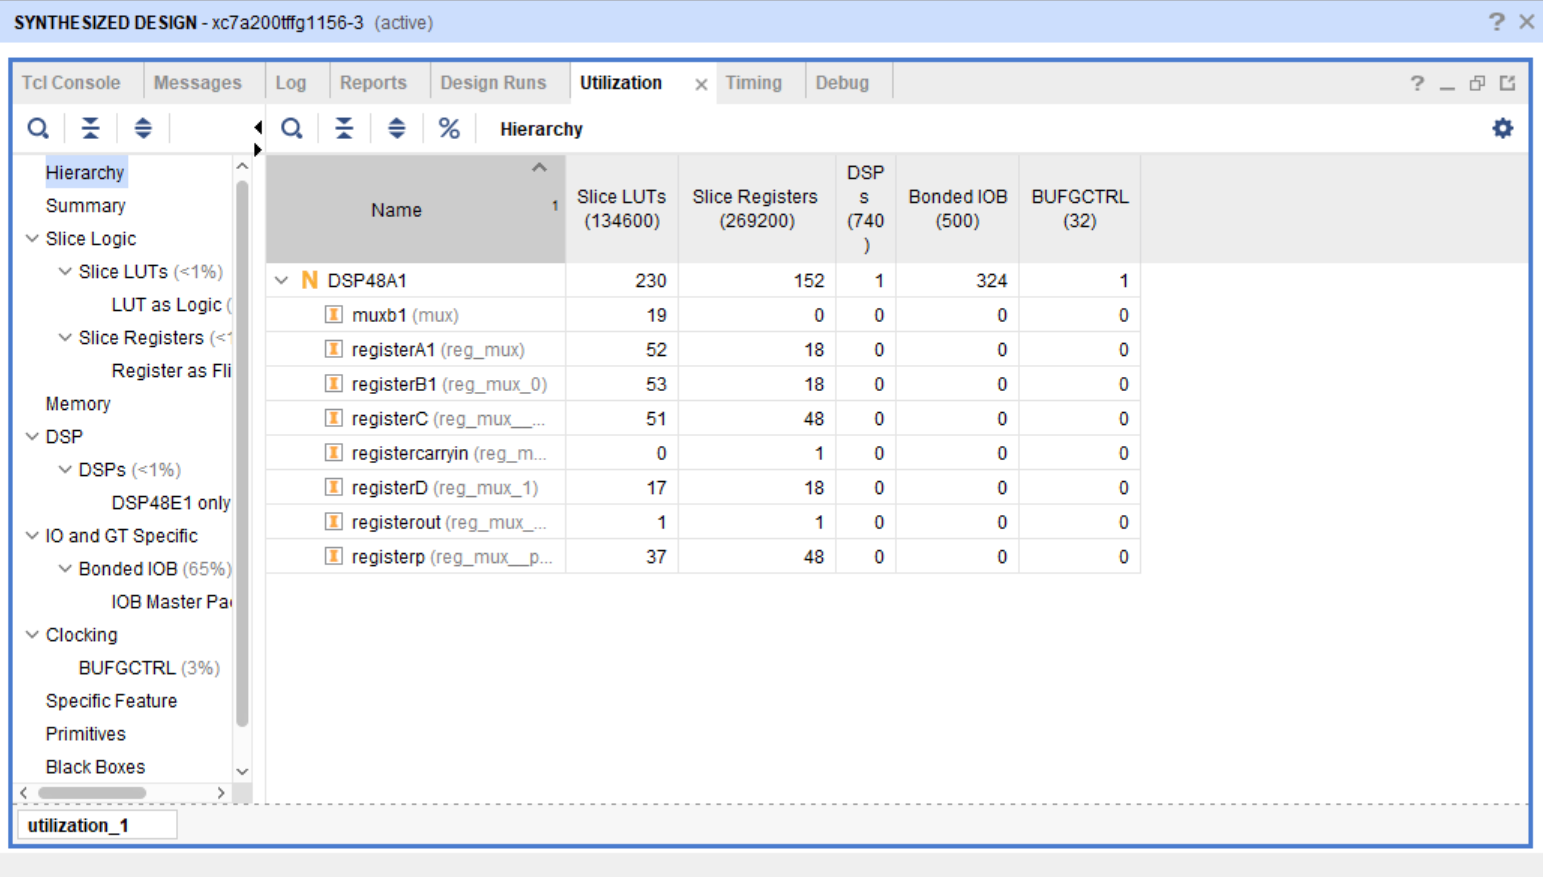 SYNTHESIZED DESIGN - xc7a200tffg1156-3 (active)
Tcl Console Messages Log Reports Design Runs Utilization Timing Debug
Hierarchy
Hierarchy
Summary
Slice Logic
Slice LUTs (<1%)
LUT as Logic (
Slice Registers (<1
Register as Fli
Memory
DSP
DSPs (<1%)
DSP48E1 only
IO and GT Specific
Bonded IOB (65%)
IOB Master Pa
Clocking
BUFGCTRL (3%)
Specific Feature
Primitives
Black Boxes
Name 1 Slice LUTs (134600) Slice Registers (269200) DSPs (740) Bonded IOB (500) BUFGCTRL (32)
N DSP48A1 230 152 1 324 1
muxb1 (mux) 19 0 0 0 0
registerA1 (reg_mux) 52 18 0 0 0
registerB1 (reg_mux_0) 53 18 0 0 0
registerC (reg_mux__... 51 48 0 0 0
registercarryin (reg_m... 0 1 0 0 0
registerD (reg_mux_1) 17 18 0 0 0
registerout (reg_mux_... 1 1 0 0 0
registerp (reg_mux__p... 37 48 0 0 0
utilization_1